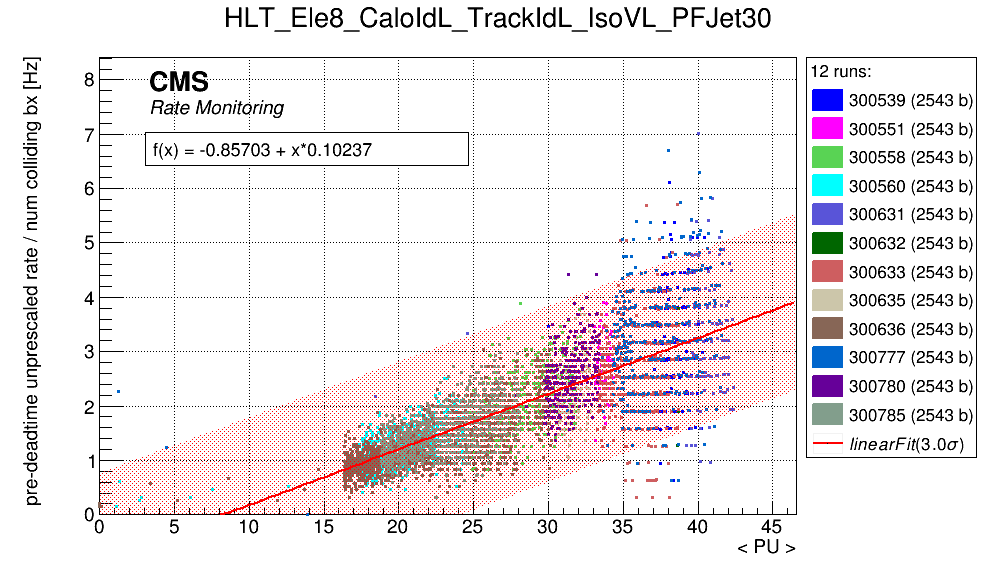 HLT_Ele8_CaloIdL_TrackIdL_IsoVL_PFJet30
pre-deadtime unprescaled rate / num colliding bx [Hz]
8
7
6
5
4
3
2
1
0
CMS
Rate Monitoring
f(x) = -0.85703 + x*0.10237
0 5 10 15 20 25 30 35 40 45
< PU >
12 runs:
300539 (2543 b)
300551 (2543 b)
300558 (2543 b)
300560 (2543 b)
300631 (2543 b)
300632 (2543 b)
300633 (2543 b)
300635 (2543 b)
300636 (2543 b)
300777 (2543 b)
300780 (2543 b)
300785 (2543 b)
linearFit(3.0σ)